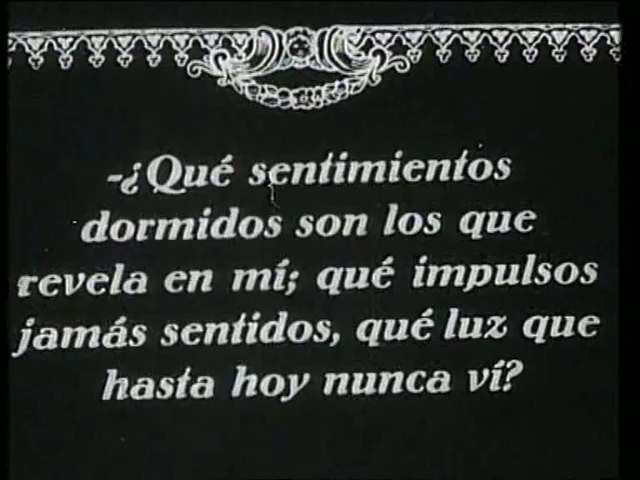 -¿Qué sentimientos
dormidos son los que
revela en mí; qué impulsos
jamás sentidos, qué luz que
hasta hoy nunca ví?